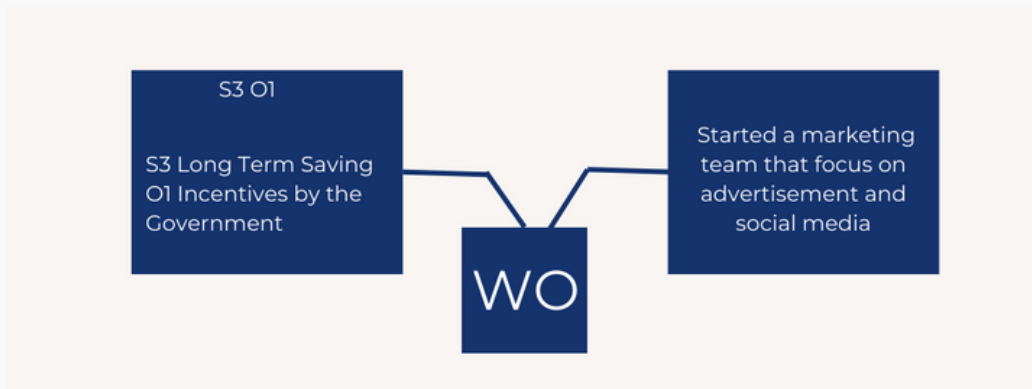 S3 O1
S3 Long Term Saving
O1 Incentives by the
Government
Started a marketing
team that focus on
advertisement and
social media
WO